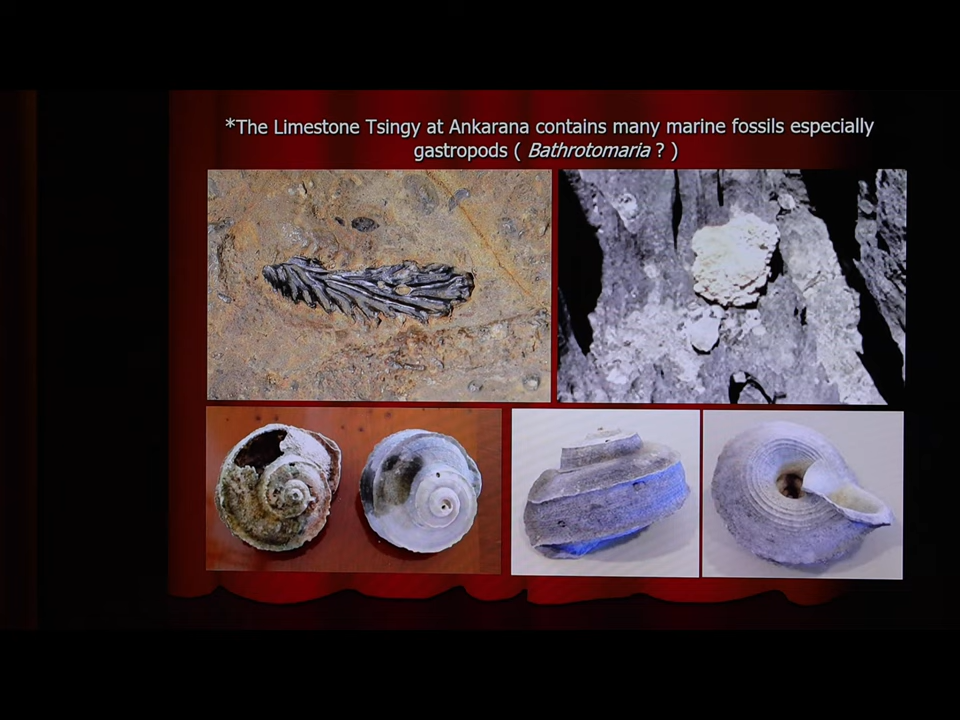 *The Limestone Tsingy at Ankarana contains many marine fossils especially
gastropods ( Bathrotomaria ? )